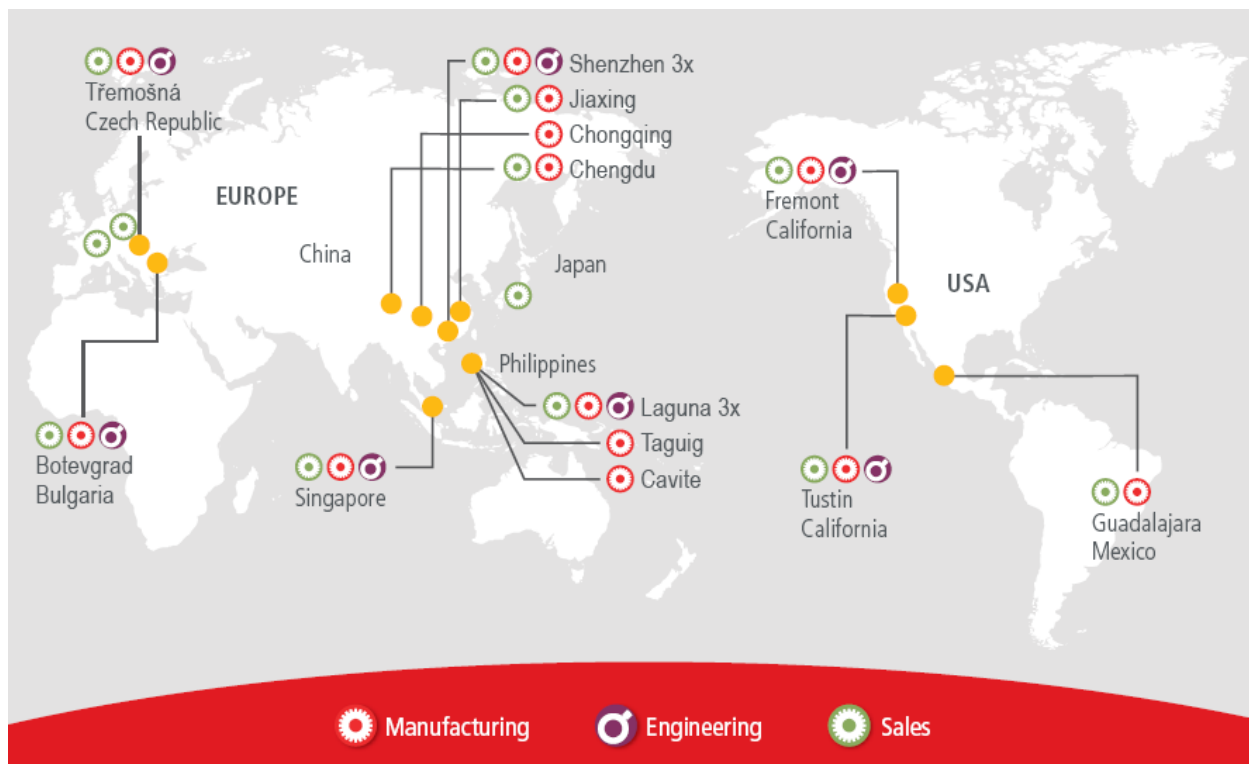 Třemošná
Czech Republic
EUROPE
China
Shenzhen 3x
Jiaxing
Chongqing
Chengdu
Japan
Philippines
Laguna 3x
Taguig
Cavite
Botevgrad
Bulgaria
Singapore
Fremont
California
USA
Tustin
California
Guadalajara
Mexico
Manufacturing
Engineering
Sales